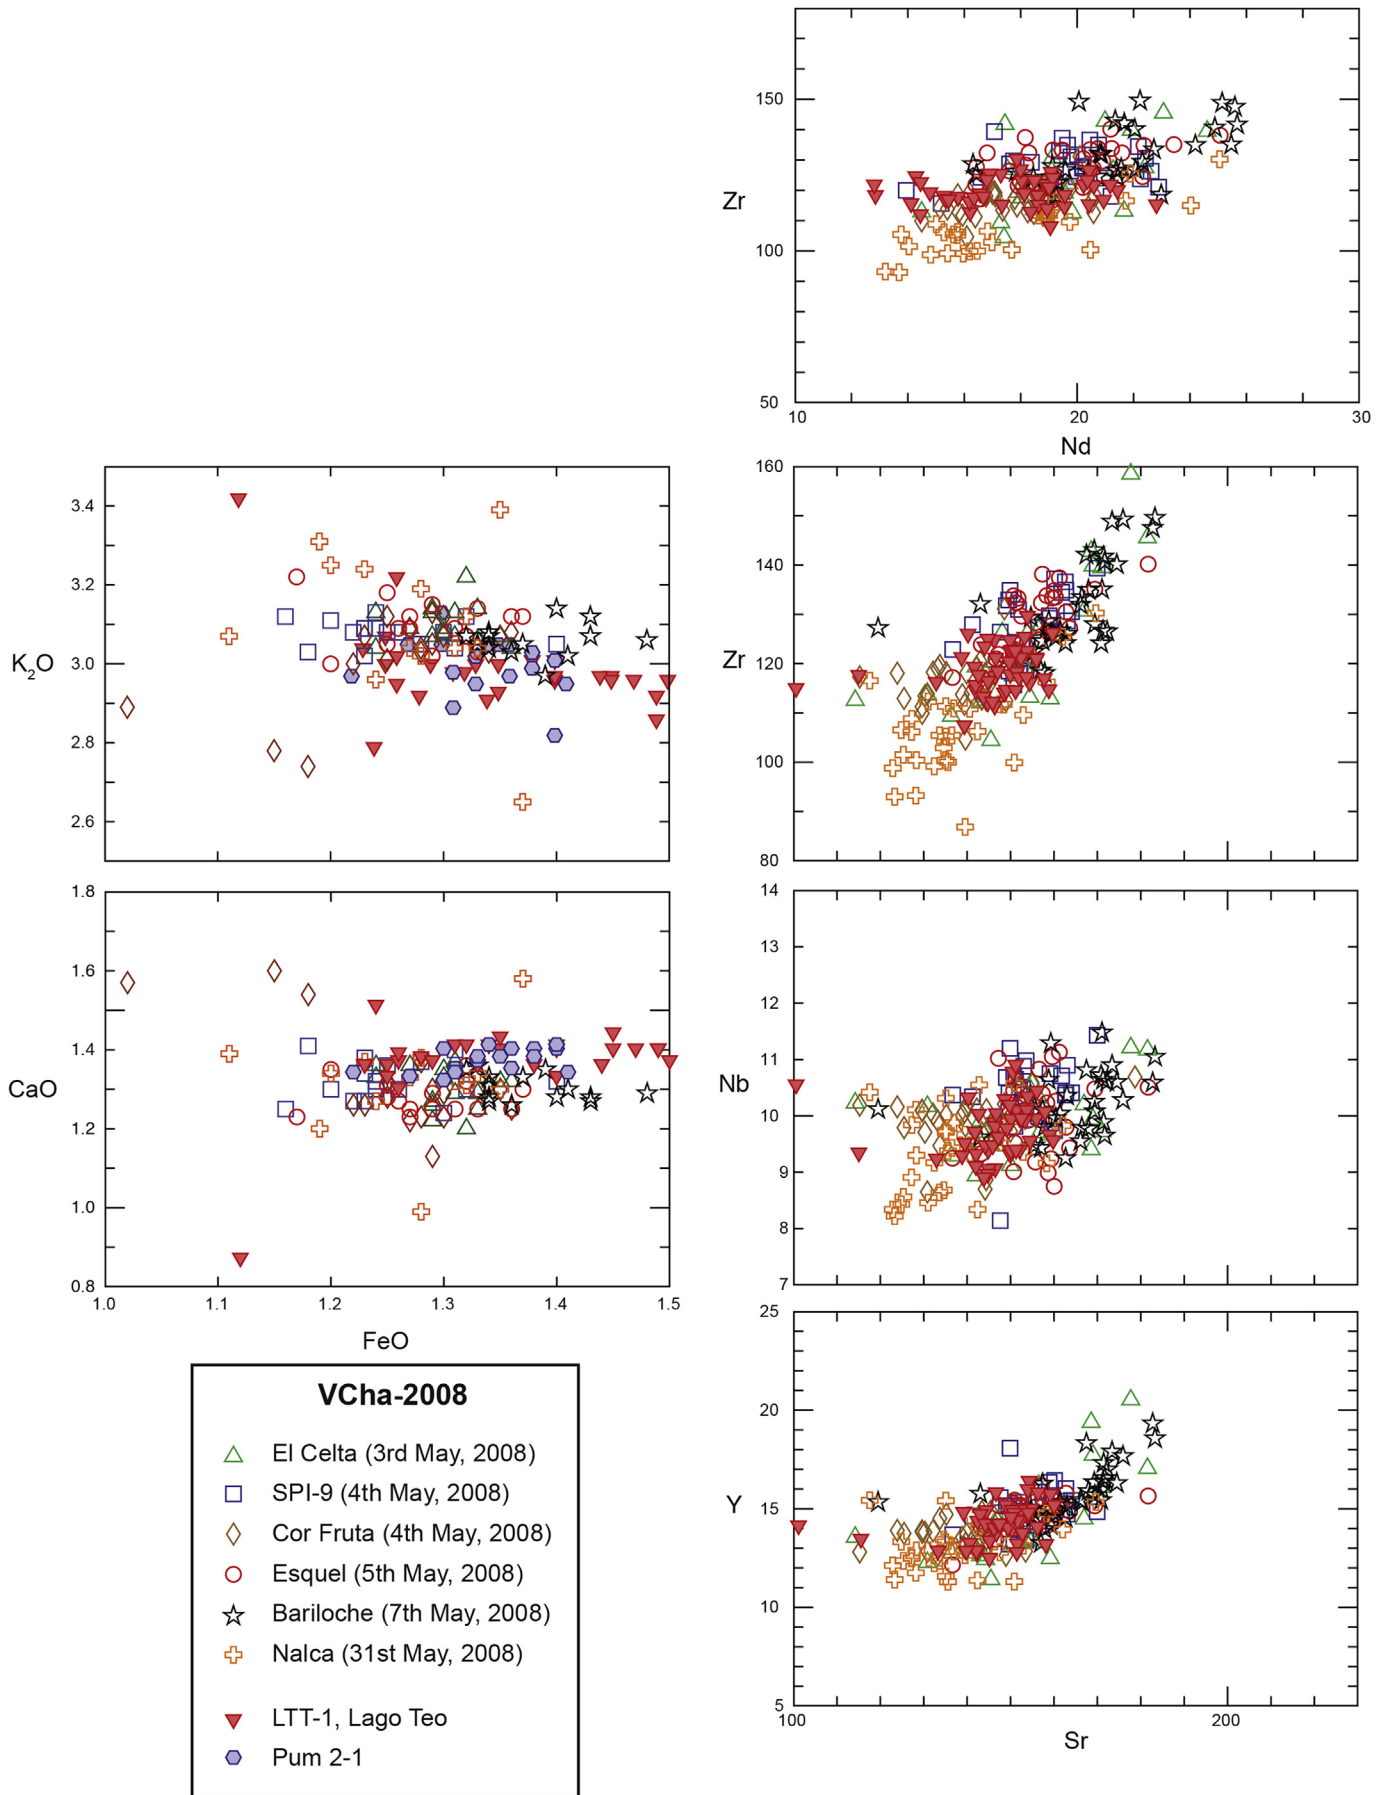 150
Zr
100
50
10
20
30
Nd
3.4
3.2
K2O
3.0
2.8
2.6
160
140
Zr
120
100
80
1.8
1.6
1.4
CaO
1.2
1.0
0.8
1.0
1.1
1.2
1.3
1.4
1.5
FeO
14
13
12
11
Nb
10
9
8
7
25
20
Y
15
10
5
100
200
Sr
VCha-2008
El Celta (3rd May, 2008)
SPI-9 (4th May, 2008)
Cor Fruta (4th May, 2008)
Esquel (5th May, 2008)
Bariloche (7th May, 2008)
Nalca (31st May, 2008)
LTT-1, Lago Teo
Pum 2-1